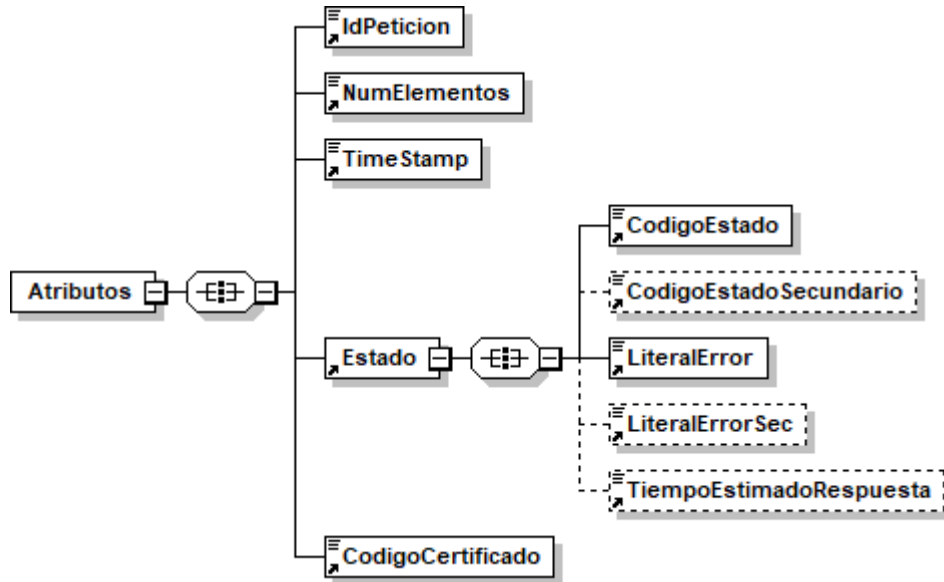 IdPeticion
NumElementos
TimeStamp
Atributos
Estado
CodigoEstado
CodigoEstadoSecundario
LiteralError
LiteralErrorSec
TiempoEstimadoRespuesta
CodigoCertificado